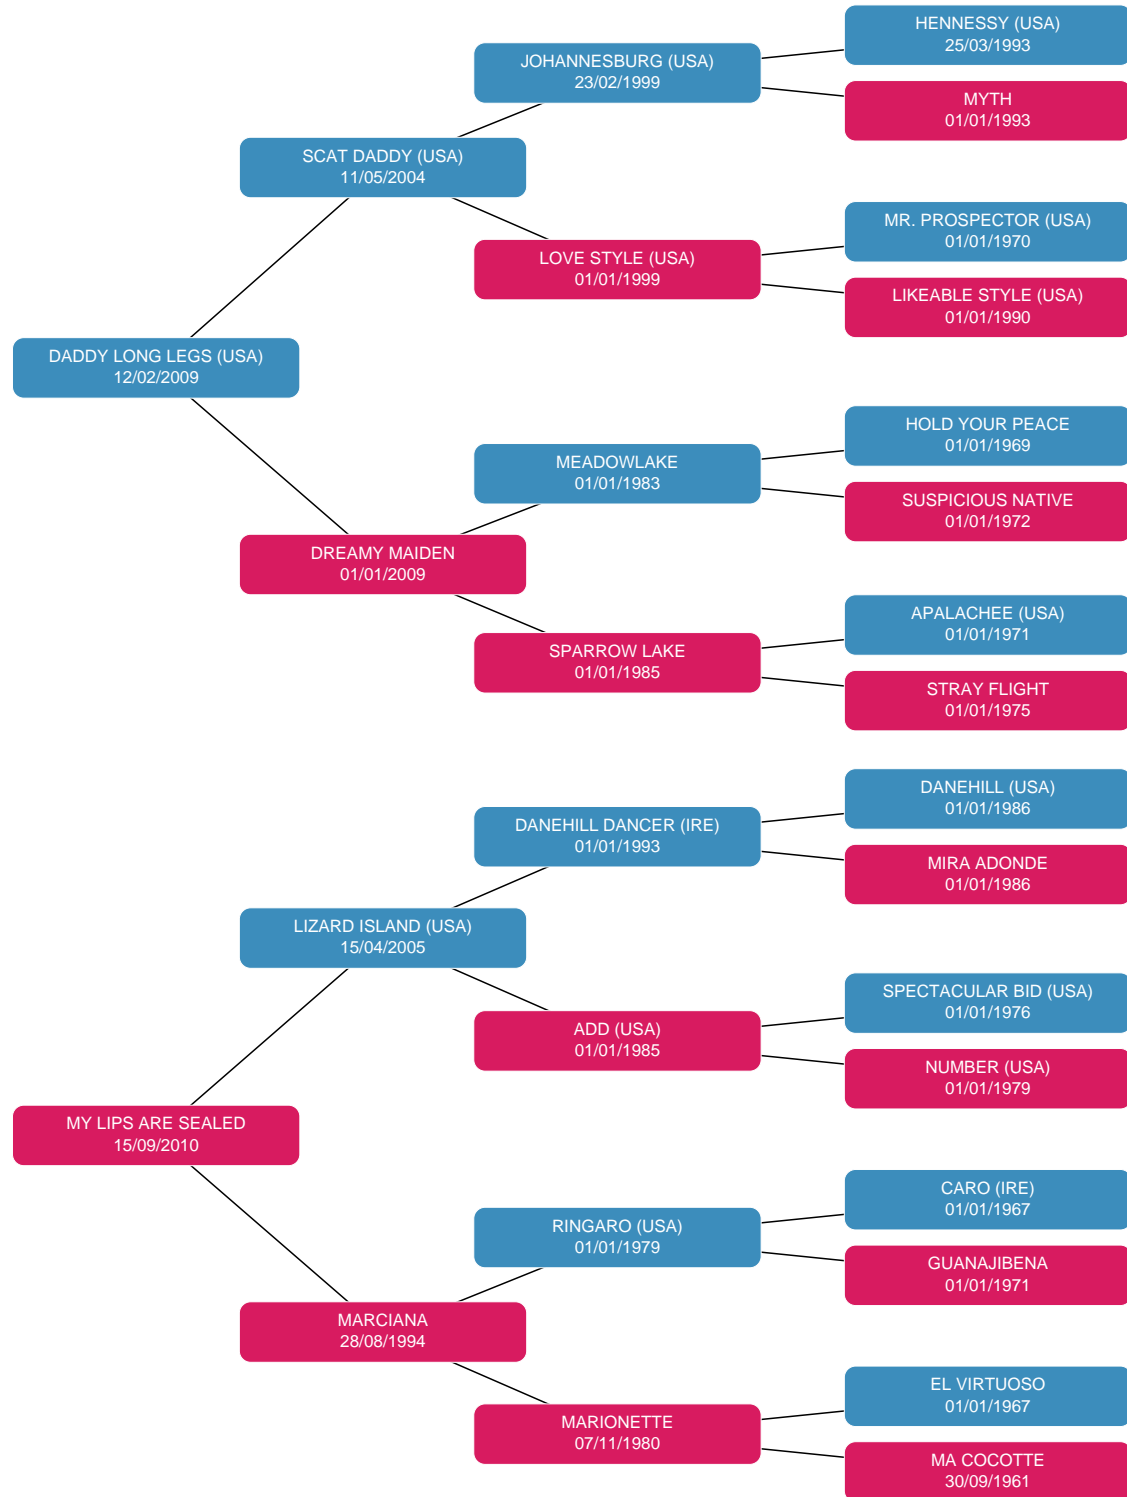 HENNESSY (USA)
25/03/1993
JOHANNESBURG (USA)
23/02/1999
MYTH
01/01/1993
SCAT DADDY (USA)
11/05/2004
MR. PROSPECTOR (USA)
01/01/1970
LOVE STYLE (USA)
01/01/1999
LIKEABLE STYLE (USA)
01/01/1990
DADDY LONG LEGS (USA)
12/02/2009
HOLD YOUR PEACE
01/01/1969
MEADOWLAKE
01/01/1983
SUSPICIOUS NATIVE
01/01/1972
DREAMY MAIDEN
01/01/2009
APALACHEE (USA)
01/01/1971
SPARROW LAKE
01/01/1985
STRAY FLIGHT
01/01/1975
DANEHILL (USA)
01/01/1986
DANEHILL DANCER (IRE)
01/01/1993
MIRA ADONDE
01/01/1986
LIZARD ISLAND (USA)
15/04/2005
SPECTACULAR BID (USA)
01/01/1976
ADD (USA)
01/01/1985
NUMBER (USA)
01/01/1979
MY LIPS ARE SEALED
15/09/2010
CARO (IRE)
01/01/1967
RINGARO (USA)
01/01/1979
GUANAJIBENA
01/01/1971
MARCIANA
28/08/1994
EL VIRTUOSO
01/01/1967
MARIONETTE
07/11/1980
MA COCOTTE
30/09/1961